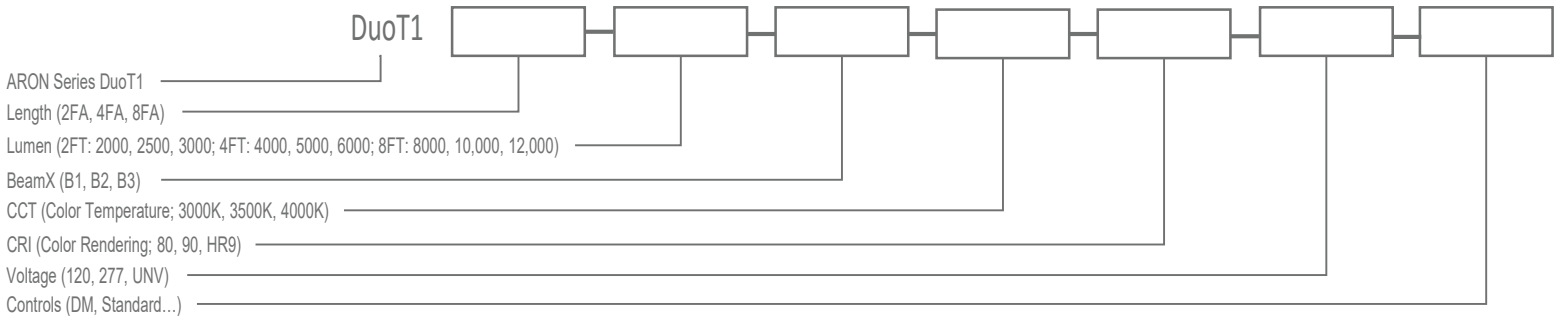 DuoT1
ARON Series DuoT1
Length (2FA, 4FA, 8FA)
Lumen (2FT: 2000, 2500, 3000; 4FT: 4000, 5000, 6000; 8FT: 8000, 10,000, 12,000)
BeamX (B1, B2, B3)
CCT (Color Temperature; 3000K, 3500K, 4000K)
CRI (Color Rendering; 80, 90, HR9)
Voltage (120, 277, UNV)
Controls (DM, Standard…)